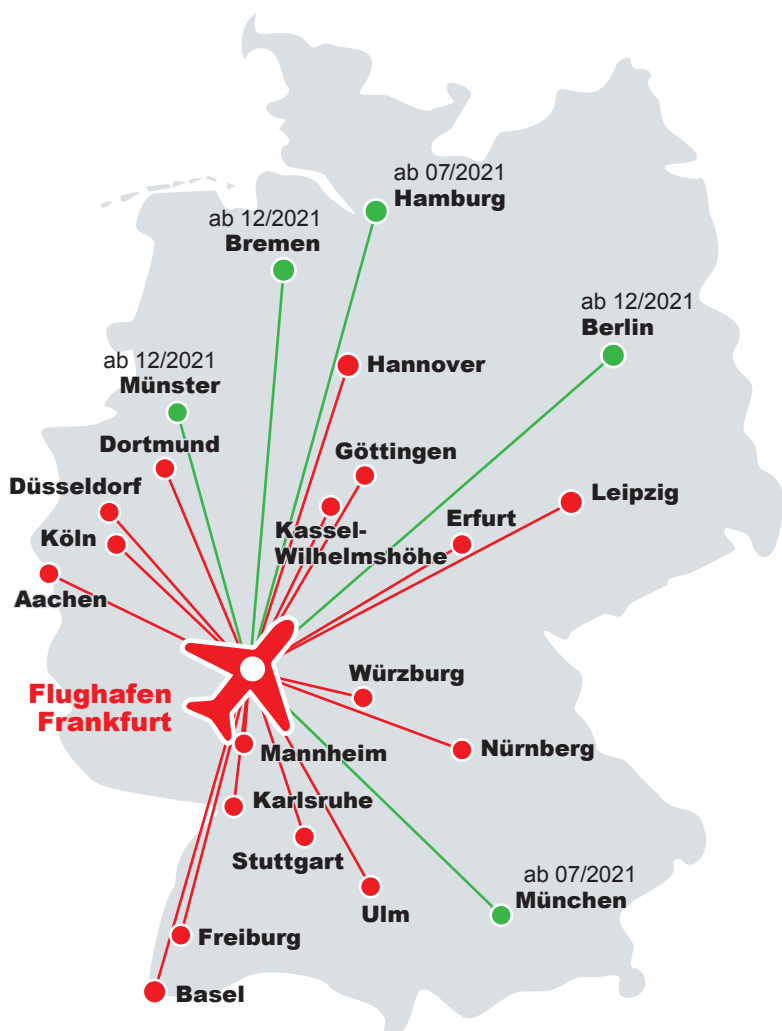 ab 07/2021
Hamburg
ab 12/2021
Bremen
ab 12/2021
Berlin
ab 12/2021
Münster
Hannover
Dortmund
Göttingen
Düsseldorf
Leipzig
Köln
Kassel-
Wilhelmshöhe
Erfurt
Aachen
Flughafen
Frankfurt
Würzburg
Mannheim
Nürnberg
Karlsruhe
Stuttgart
ab 07/2021
München
Ulm
Freiburg
Basel